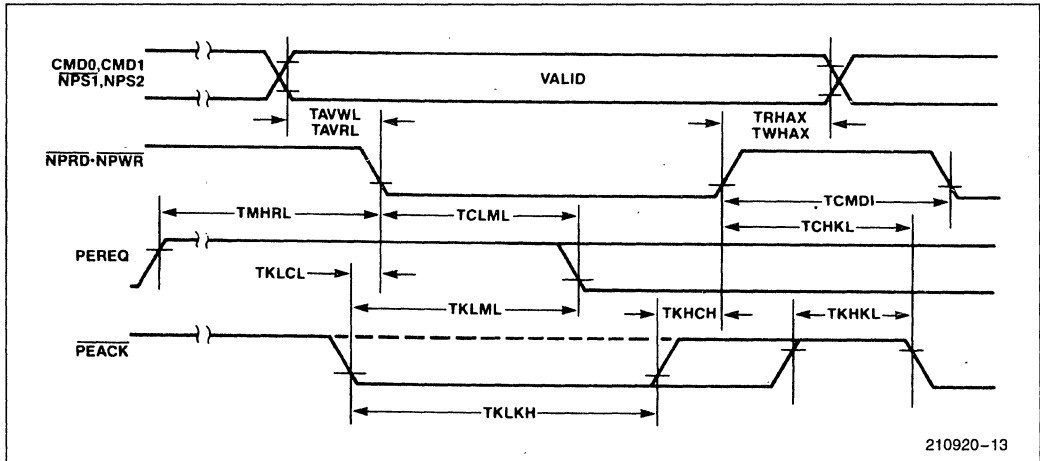 CMD0,CMD1
NPS1,NPS2
VALID
TAVWL
TAVRL
TRHAX
TWHAX
NPRD·NPWR
TMHRL
TCLML
TCMDI
TCHKL
PEREQ
TKLCL
TKLML
TKHCH
TKHKL
PEACK
TKLKH
210920-13